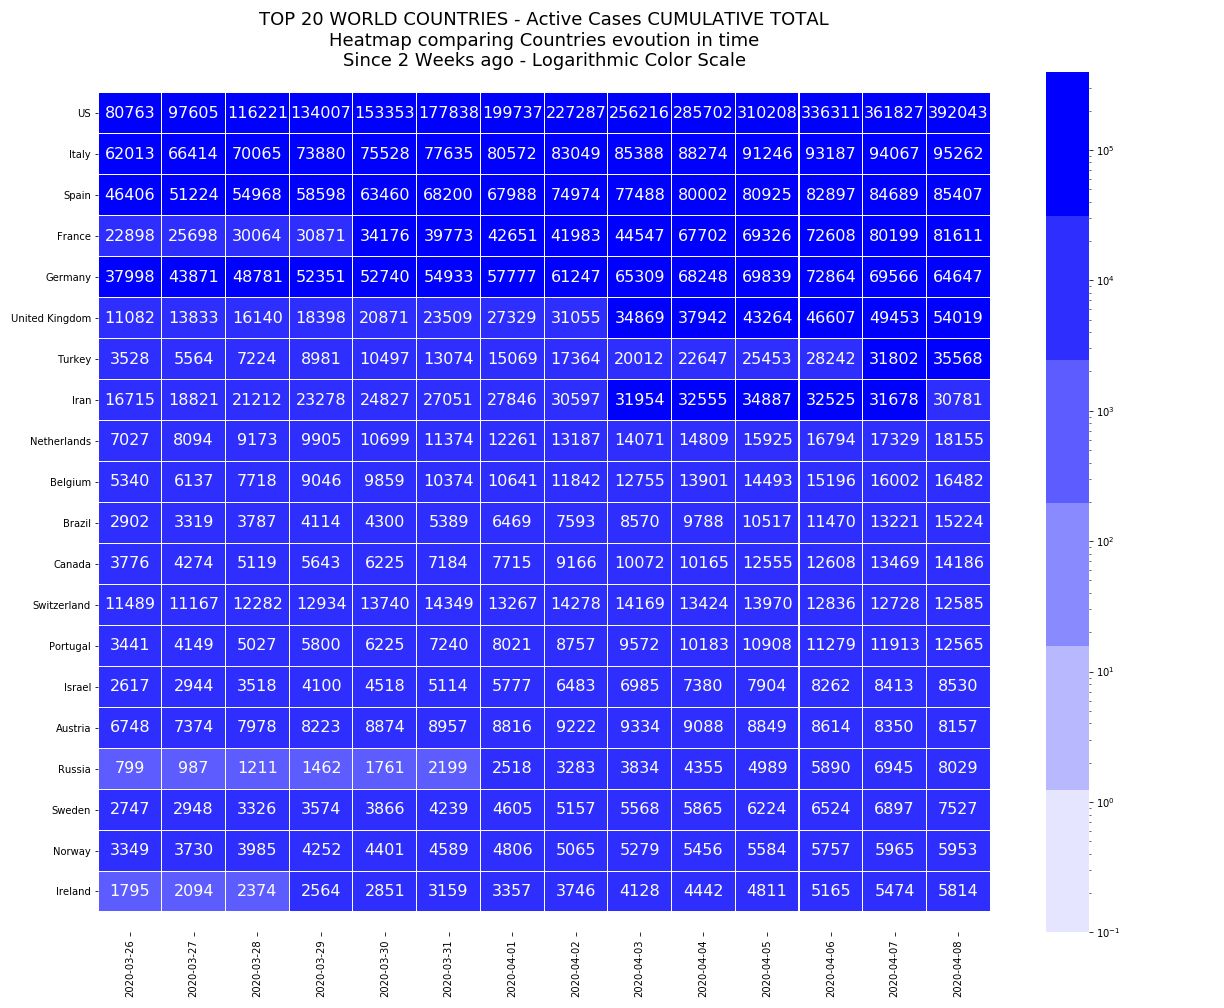 TOP 20 WORLD COUNTRIES - Active Cases CUMULATIVE TOTAL
Heatmap comparing Countries evoution in time
Since 2 Weeks ago - Logarithmic Color Scale
US 80763 97605 116221 134007 153353 177838 199737 227287 256216 285702 310208 336311 361827 392043
Italy 62013 66414 70065 73880 75528 77635 80572 83049 85388 88274 91246 93187 94067 95262
Spain 46406 51224 54968 58598 63460 68200 67988 74974 77488 80002 80925 82897 84689 85407
France 22898 25698 30064 30871 34176 39773 42651 41983 44547 67702 69326 72608 80199 81611
Germany 37998 43871 48781 52351 52740 54933 57777 61247 65309 68248 69839 72864 69566 64647
United Kingdom 11082 13833 16140 18398 20871 23509 27329 31055 34869 37942 43264 46607 49453 54019
Turkey 3528 5564 7224 8981 10497 13074 15069 17364 20012 22647 25453 28242 31802 35568
Iran 16715 18821 21212 23278 24827 27051 27846 30597 31954 32555 34887 32525 31678 30781
Netherlands 7027 8094 9173 9905 10699 11374 12261 13187 14071 14809 15925 16794 17329 18155
Belgium 5340 6137 7718 9046 9859 10374 10641 11842 12755 13901 14493 15196 16002 16482
Brazil 2902 3319 3787 4114 4300 5389 6469 7593 8570 9788 10517 11470 13221 15224
Canada 3776 4274 5119 5643 6225 7184 7715 9166 10072 10165 12555 12608 13469 14186
Switzerland 11489 11167 12282 12934 13740 14349 13267 14278 14169 13424 13970 12836 12728 12585
Portugal 3441 4149 5027 5800 6225 7240 8021 8757 9572 10183 10908 11279 11913 12565
Israel 2617 2944 3518 4100 4518 5114 5777 6483 6985 7380 7904 8262 8413 8530
Austria 6748 7374 7978 8223 8874 8957 8816 9222 9334 9088 8849 8614 8350 8157
Russia 799 987 1211 1462 1761 2199 2518 3283 3834 4355 4989 5890 6945 8029
Sweden 2747 2948 3326 3574 3866 4239 4605 5157 5568 5865 6224 6524 6897 7527
Norway 3349 3730 3985 4252 4401 4589 4806 5065 5279 5456 5584 5757 5965 5953
Ireland 1795 2094 2374 2564 2851 3159 3357 3746 4128 4442 4811 5165 5474 5814
2020-03-26 2020-03-27 2020-03-28 2020-03-29 2020-03-30 2020-03-31 2020-04-01 2020-04-02 2020-04-03 2020-04-04 2020-04-05 2020-04-06 2020-04-07 2020-04-08
10⁵
10⁴
10³
10²
10¹
10⁰
10⁻¹